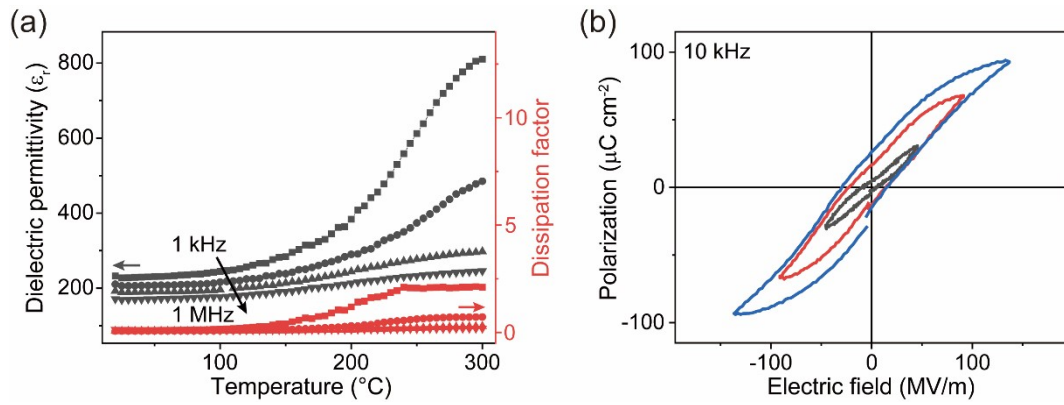 (a)
Dielectric permittivity (εr)
800
600
400
200
1 kHz
1 MHz
10
5
0
Dissipation factor
0
100
200
300
Temperature (°C)
(b)
10 kHz
Polarization (μC cm-2)
100
0
-100
-100
0
100
Electric field (MV/m)